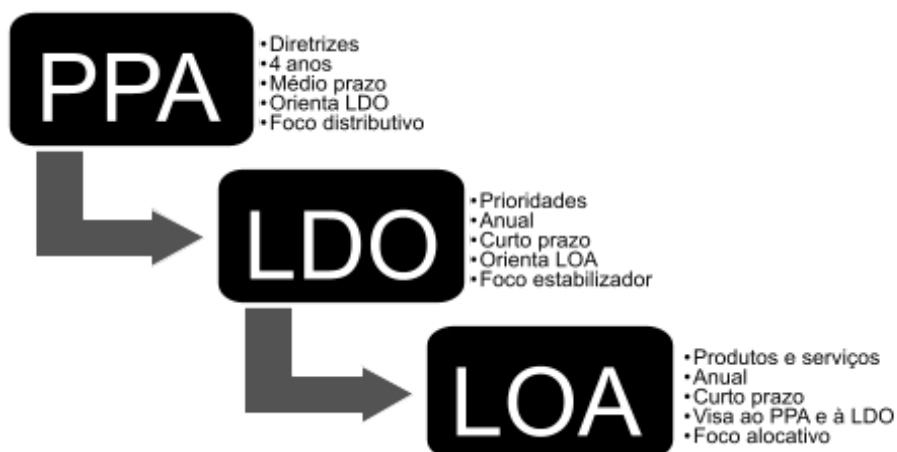 PPA
•Diretrizes
•4 anos
•Médio prazo
•Orienta LDO
•Foco distributivo
LDO
•Prioridades
•Anual
•Curto prazo
•Orienta LOA
•Foco estabilizador
LOA
•Produtos e serviços
•Anual
•Curto prazo
•Visa ao PPA e à LDO
•Foco alocativo